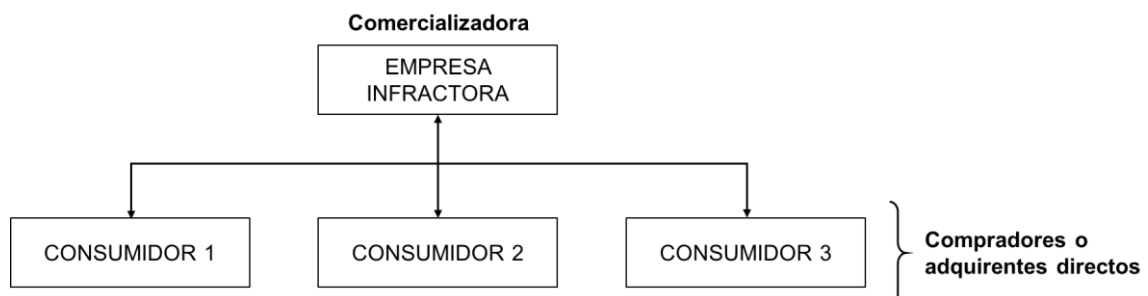 Comercializadora
EMPRESA
INFRACTORA
CONSUMIDOR 1
CONSUMIDOR 2
CONSUMIDOR 3
Compradores o
adquirentes directos